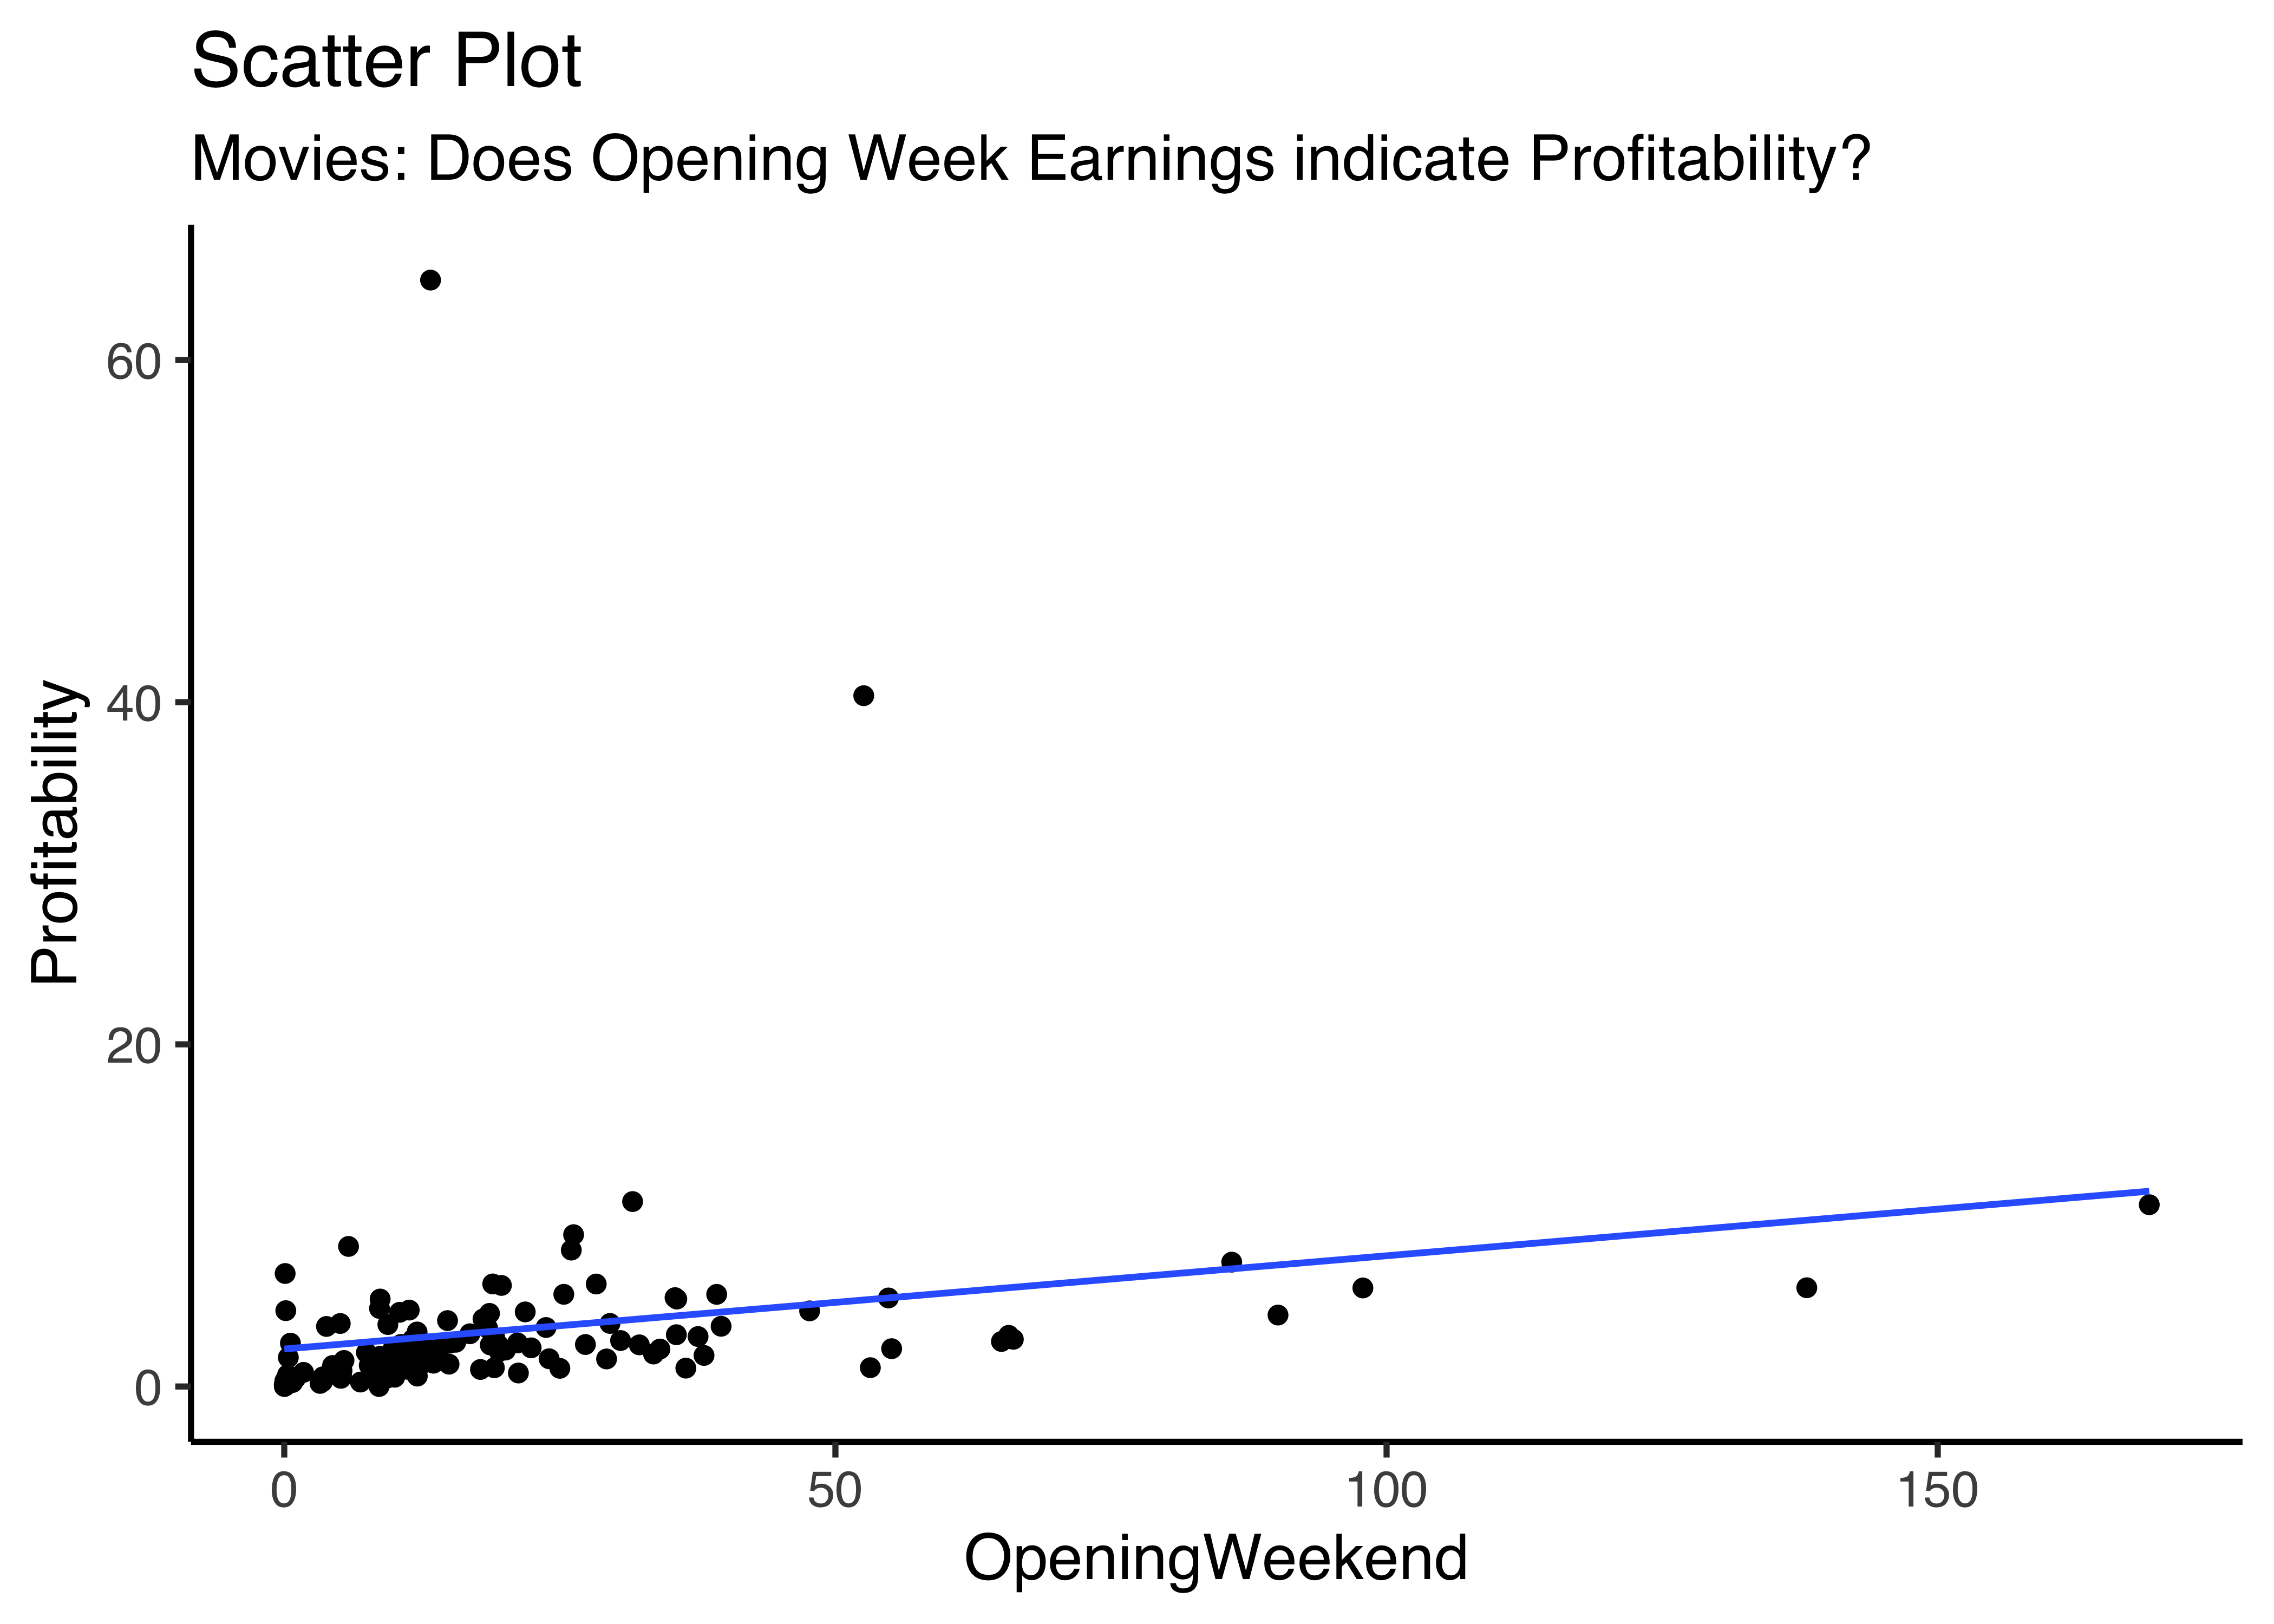 Scatter Plot
Movies: Does Opening Week Earnings indicate Profitability?
Profitability
60
40
20
0
0 50 100 150
OpeningWeekend